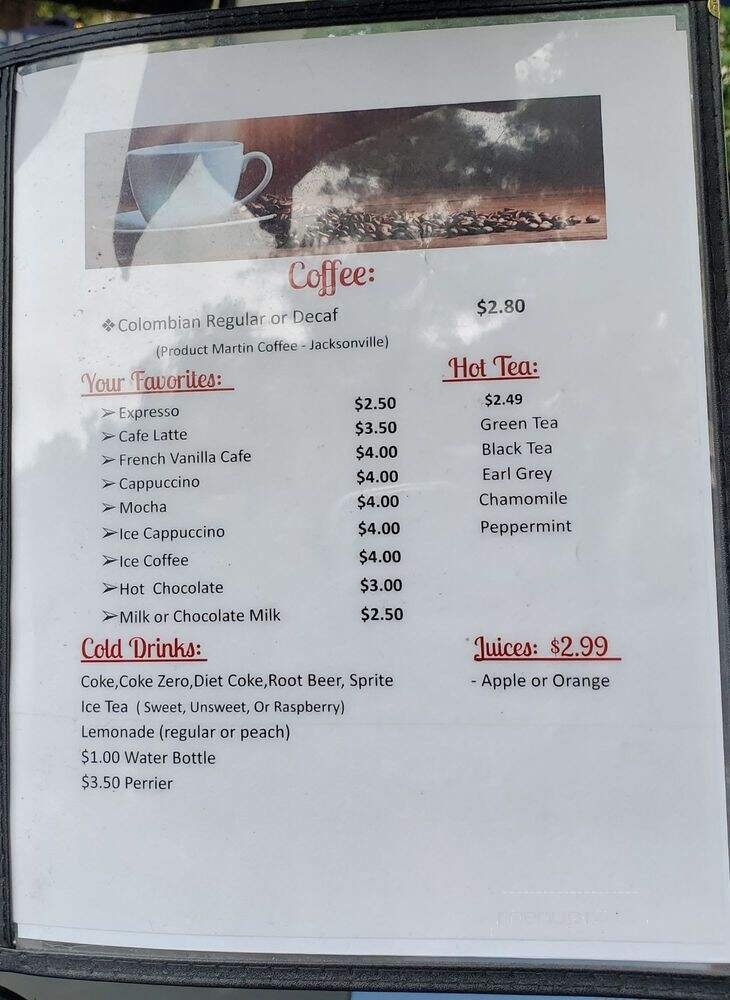 Coffee:
❖ Colombian Regular or Decaf $2.80
(Product Martin Coffee - Jacksonville)
Your Favorites:
➢ Expresso $2.50
➢ Cafe Latte $3.50
➢ French Vanilla Cafe $4.00
➢ Cappuccino $4.00
➢ Mocha $4.00
➢ Ice Cappuccino $4.00
➢ Ice Coffee $4.00
➢ Hot Chocolate $3.00
➢ Milk or Chocolate Milk $2.50
Hot Tea:
$2.49
Green Tea
Black Tea
Earl Grey
Chamomile
Peppermint
Cold Drinks:
Coke,Coke Zero,Diet Coke,Root Beer, Sprite
Ice Tea ( Sweet, Unsweet, Or Raspberry)
Lemonade (regular or peach)
$1.00 Water Bottle
$3.50 Perrier
Juices: $2.99
- Apple or Orange